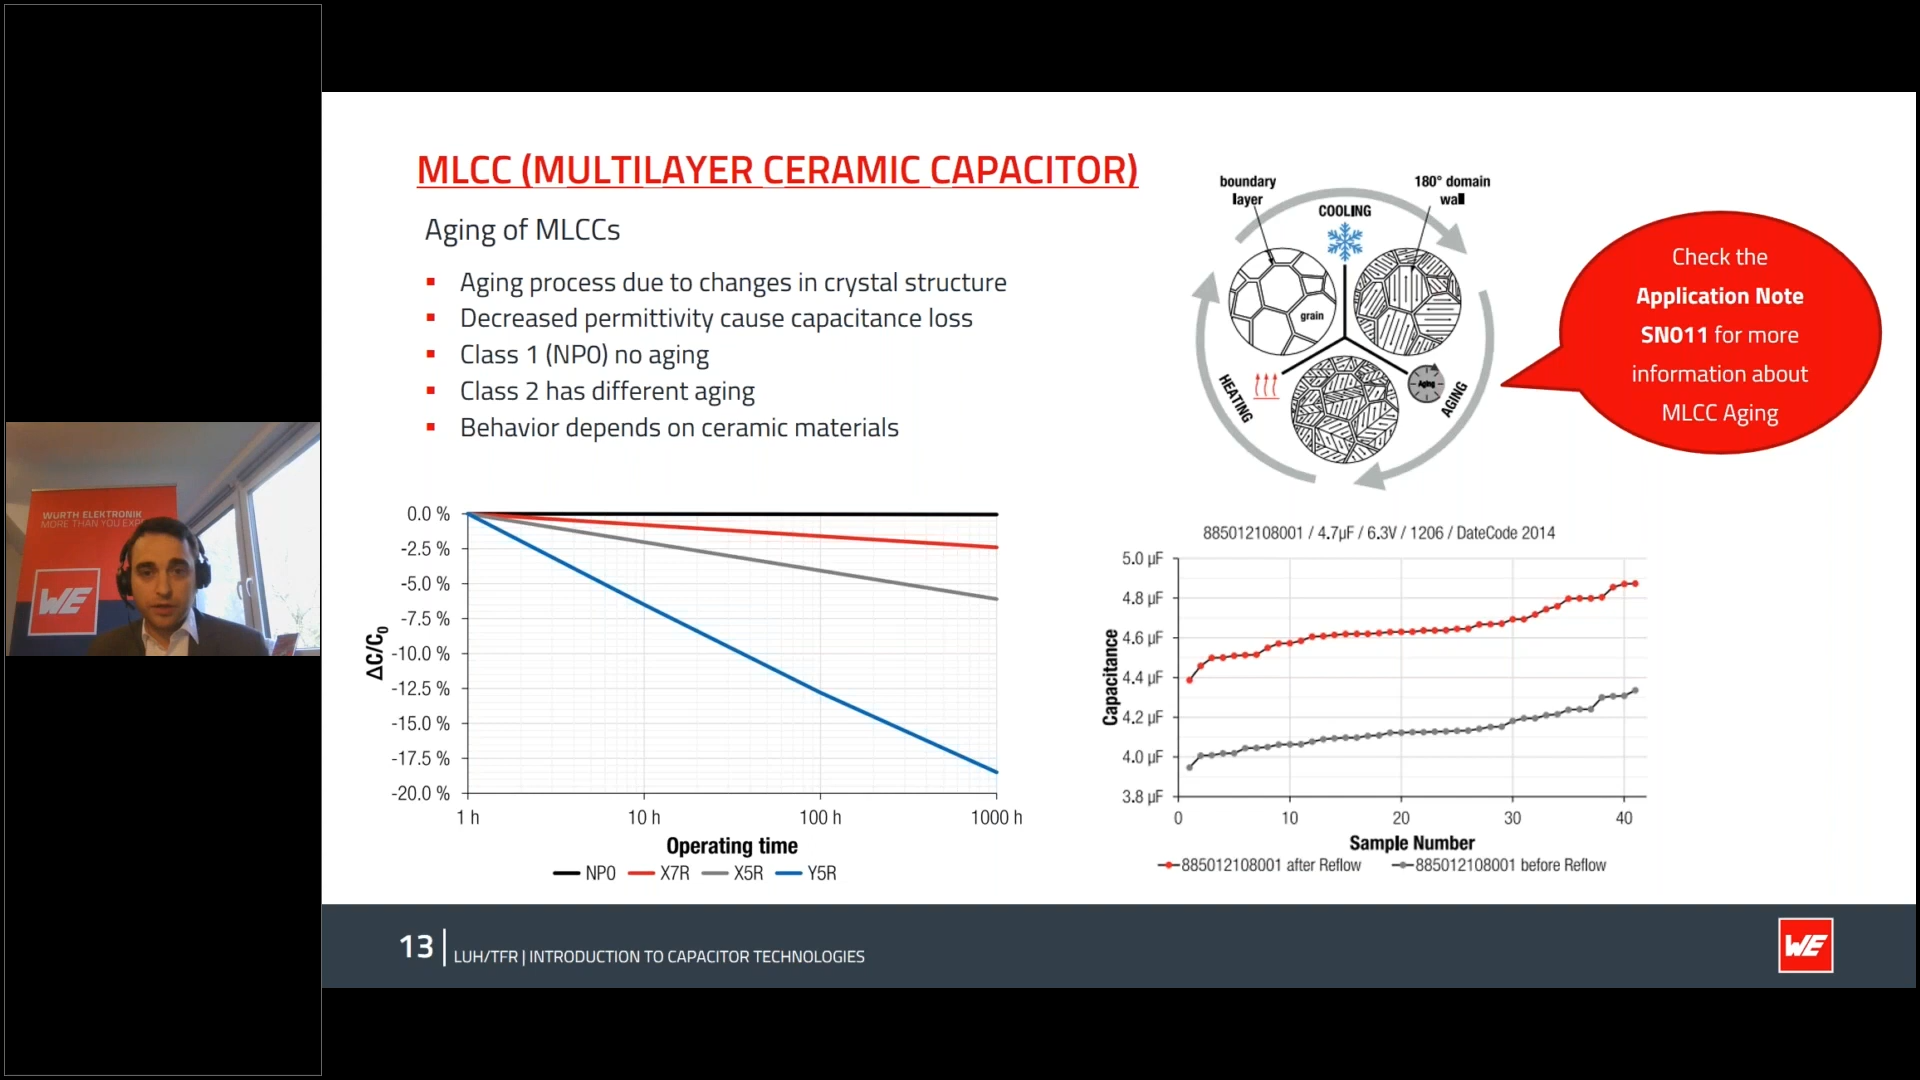 MLCC (MULTILAYER CERAMIC CAPACITOR)
Aging of MLCCs
Aging process due to changes in crystal structure
Decreased permittivity cause capacitance loss
Class 1 (NP0) no aging
Class 2 has different aging
Behavior depends on ceramic materials
boundary
layer
180° domain
wall
COOLING
grain
HEATING
Aging
AGING
Check the
Application Note
SN011 for more
information about
MLCC Aging
WÜRTH ELEKTRONIK
WE
0.0 %
-2.5 %
-5.0 %
-7.5 %
-10.0 %
-12.5 %
-15.0 %
-17.5 %
-20.0 %
ΔC/C0
1 h
10 h
100 h
1000 h
Operating time
NP0
X7R
X5R
Y5R
885012108001 / 4.7µF / 6.3V / 1206 / DateCode 2014
5.0 µF
4.8 µF
4.6 µF
4.4 µF
4.2 µF
4.0 µF
3.8 µF
Capacitance
0
10
20
30
40
Sample Number
885012108001 after Reflow
885012108001 before Reflow
13
LUH/TFR | INTRODUCTION TO CAPACITOR TECHNOLOGIES
WE